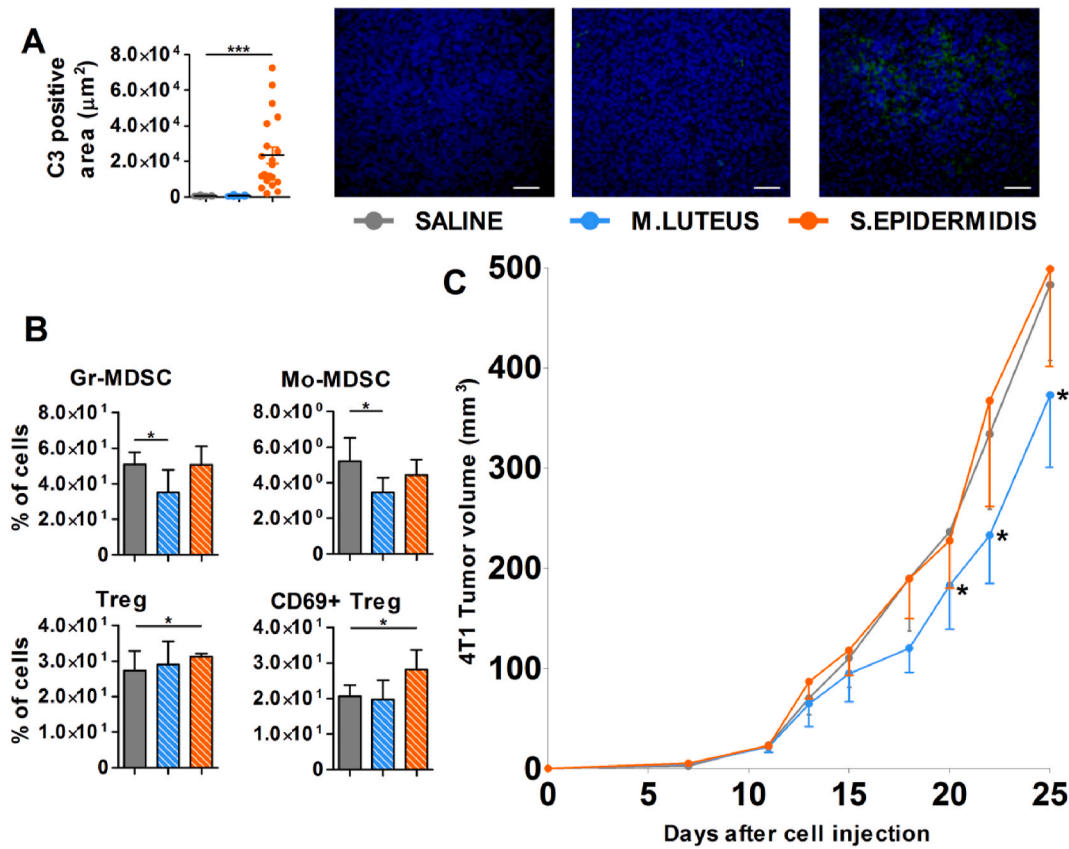 A
C3 positive
area (μm²)
8.0×10⁴
6.0×10⁴
4.0×10⁴
2.0×10⁴
0
***
SALINE
M.LUTEUS
S.EPIDERMIDIS
B
Gr-MDSC
% of cells
8.0×10¹
6.0×10¹
4.0×10¹
2.0×10¹
0
*
Mo-MDSC
8.0×10⁰
6.0×10⁰
4.0×10⁰
2.0×10⁰
0
*
Treg
% of cells
4.0×10¹
3.0×10¹
2.0×10¹
1.0×10¹
0
*
CD69+ Treg
4.0×10¹
3.0×10¹
2.0×10¹
1.0×10¹
0
*
C
4T1 Tumor volume (mm³)
500
400
300
200
100
*
*
*
0 5 10 15 20 25
Days after cell injection